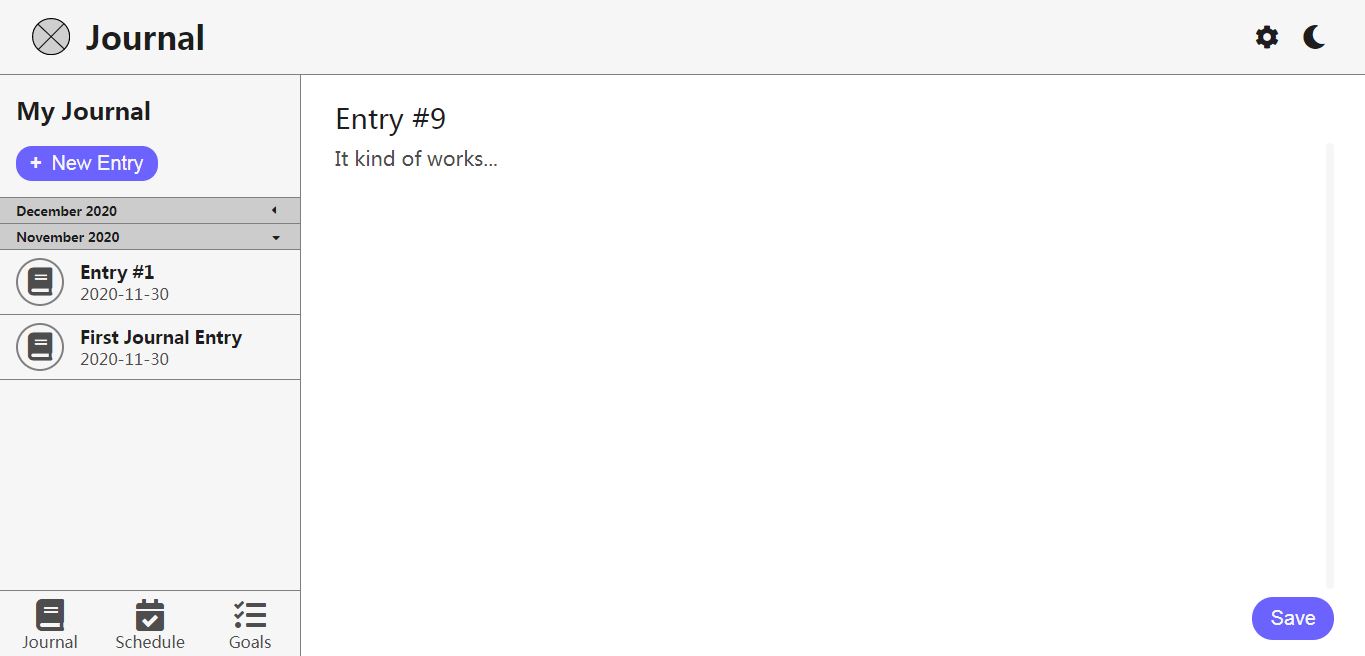 Journal
My Journal
+ New Entry
December 2020
November 2020
Entry #1
2020-11-30
First Journal Entry
2020-11-30
Journal
Schedule
Goals
Entry #9
It kind of works...
Save